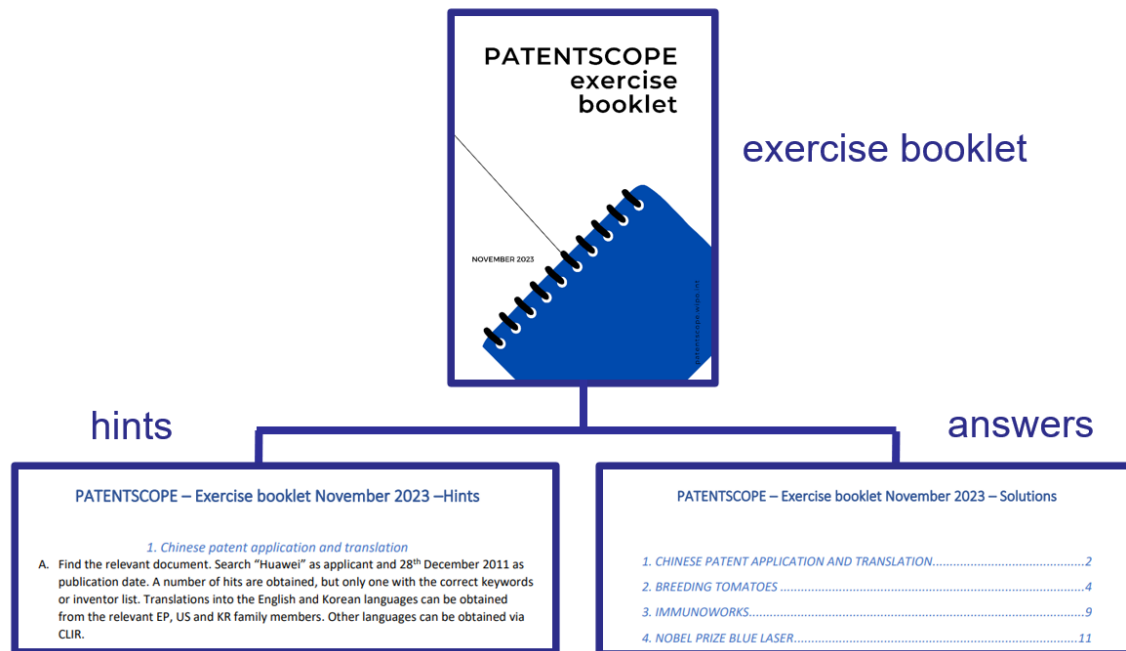 PATENTSCOPE
exercise
booklet
NOVEMBER 2023
patentscope.wipo.int
exercise booklet
hints
answers
PATENTSCOPE – Exercise booklet November 2023 –Hints
1. Chinese patent application and translation
A. Find the relevant document. Search “Huawei” as applicant and 28th December 2011 as
publication date. A number of hits are obtained, but only one with the correct keywords
or inventor list. Translations into the English and Korean languages can be obtained
from the relevant EP, US and KR family members. Other languages can be obtained via
CLIR.
PATENTSCOPE – Exercise booklet November 2023 – Solutions
1. CHINESE PATENT APPLICATION AND TRANSLATION..................................2
2. BREEDING TOMATOES ....................................................................4
3. IMMUNOWORKS..............................................................................9
4. NOBEL PRIZE BLUE LASER................................................................11